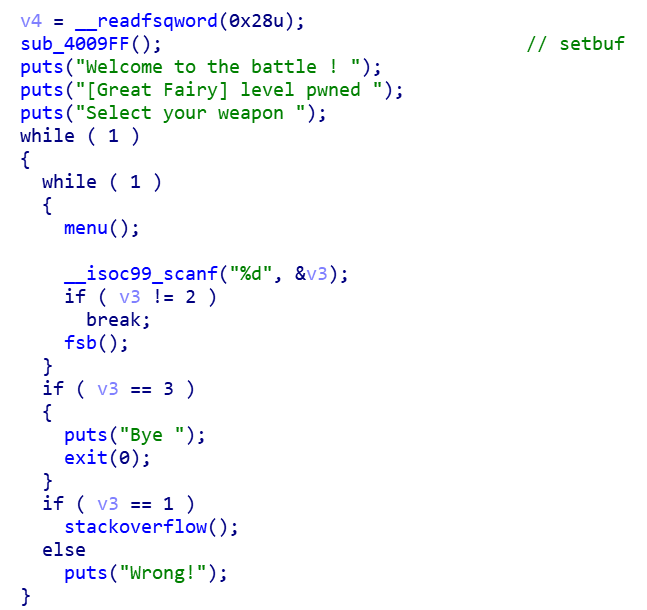 v4 = __readfsqword(0x28u);
sub_4009FF(); // setbuf
puts("Welcome to the battle ! ");
puts("[Great Fairy] level pwned ");
puts("Select your weapon ");
while ( 1 )
{
while ( 1 )
{
menu();
__isoc99_scanf("%d", &v3);
if ( v3 != 2 )
break;
fsb();
}
if ( v3 == 3 )
{
puts("Bye ");
exit(0);
}
if ( v3 == 1 )
stackoverflow();
else
puts("Wrong!");
}